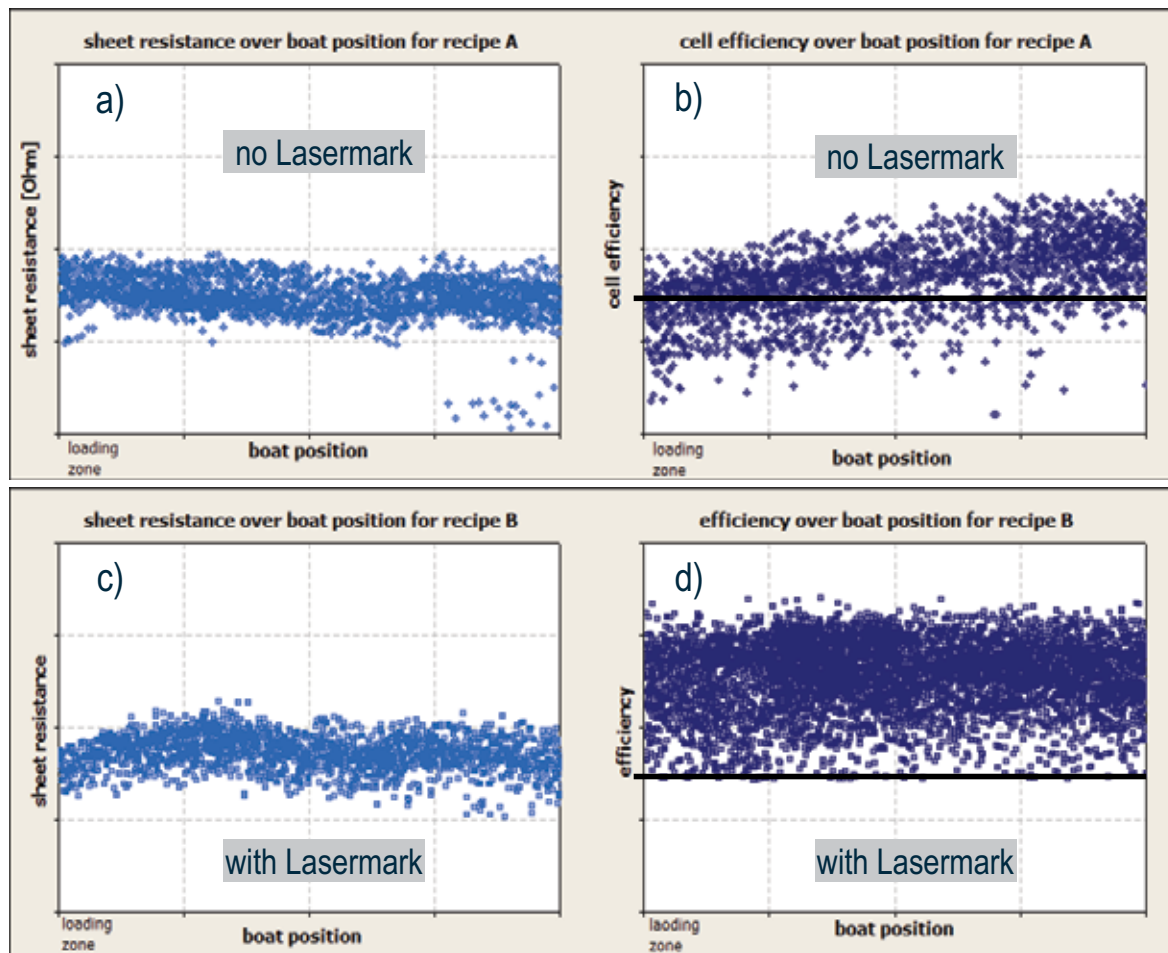 sheet resistance over boat position for recipe A
a)
no Lasermark
sheet resistance [Ohm]
loading
zone
boat position
cell efficiency over boat position for recipe A
b)
no Lasermark
cell efficiency
loading
zone
boat position
sheet resistance over boat position for recipe B
c)
sheet resistance
with Lasermark
loading
zone
boat position
efficiency over boat position for recipe B
d)
efficiency
with Lasermark
laoding
zone
boat position